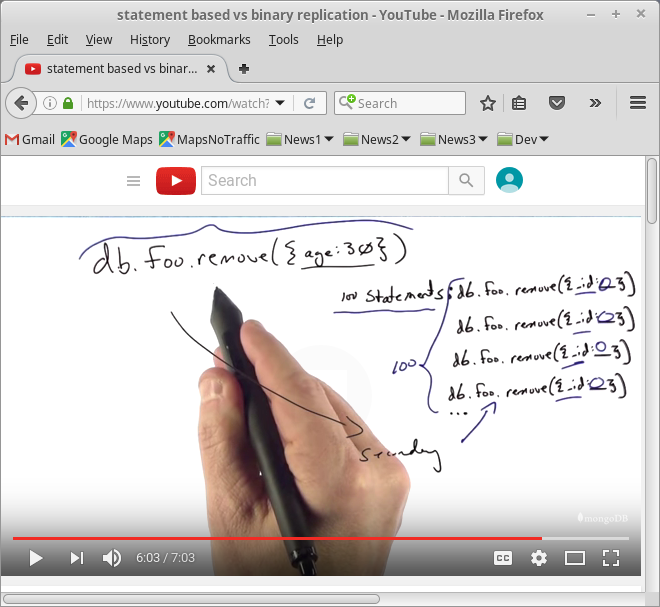 statement based vs binary replication - YouTube - Mozilla Firefox
File Edit View History Bookmarks Tools Help
statement based vs binar...
https://www.youtube.com/watch? Search
Gmail Google Maps MapsNoTraffic News1 News2 News3 Dev
Search
db.foo.remove({age:30})
100 Statements: db.foo.remove({_id:0})
db.foo.remove({_id:0})
100 db.foo.remove({_id:0})
db.foo.remove({_id:0})
...
secondary
mongoDB
6:03 / 7:03 CC